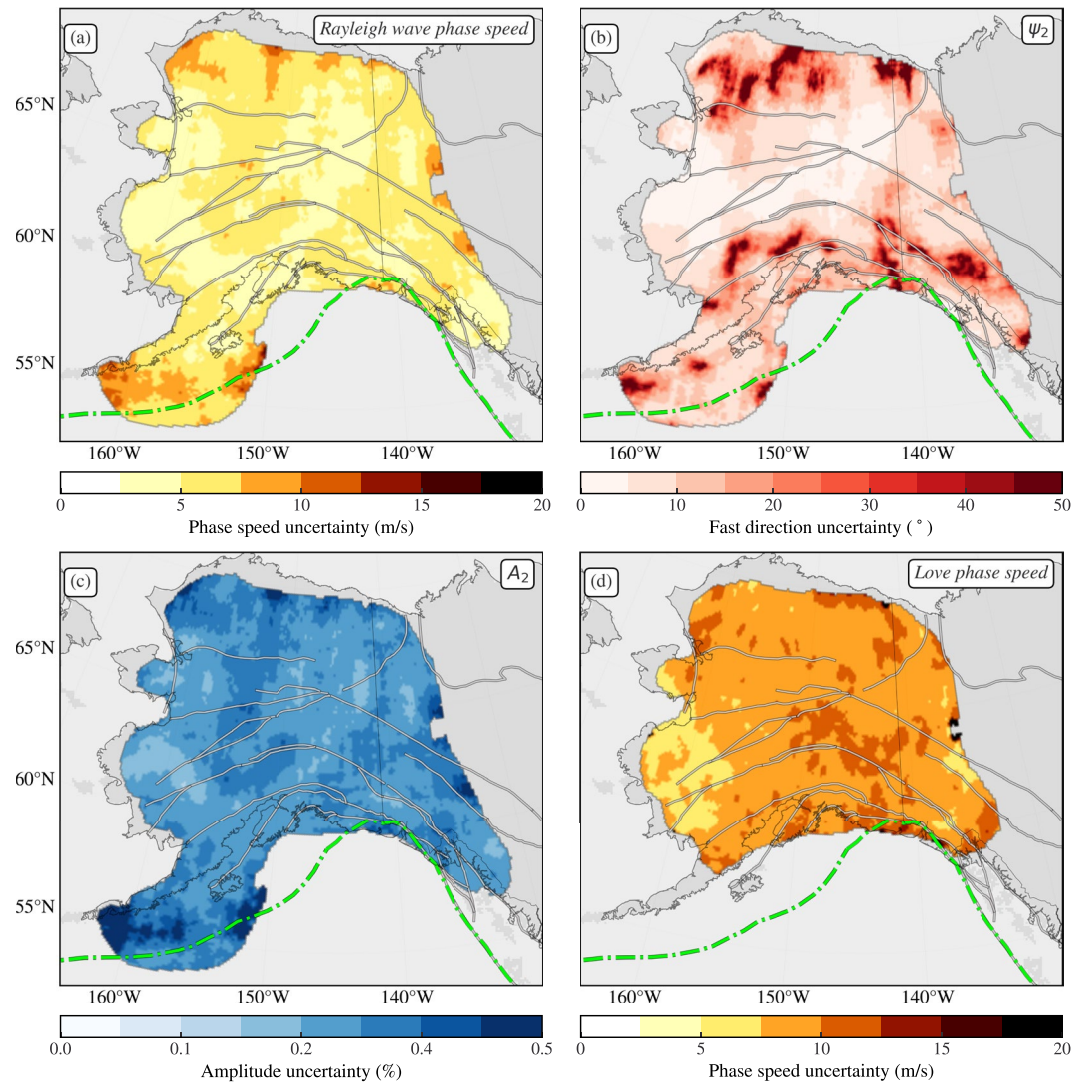 (a)
Rayleigh wave phase speed
(b)
ψ2
65°N
60°N
55°N
160°W 150°W 140°W
160°W 150°W 140°W
0 5 10 15 20
Phase speed uncertainty (m/s)
0 10 20 30 40 50
Fast direction uncertainty (°)
(c)
A2
(d)
Love phase speed
65°N
60°N
55°N
160°W 150°W 140°W
160°W 150°W 140°W
0.0 0.1 0.2 0.4 0.5
Amplitude uncertainty (%)
0 5 10 15 20
Phase speed uncertainty (m/s)